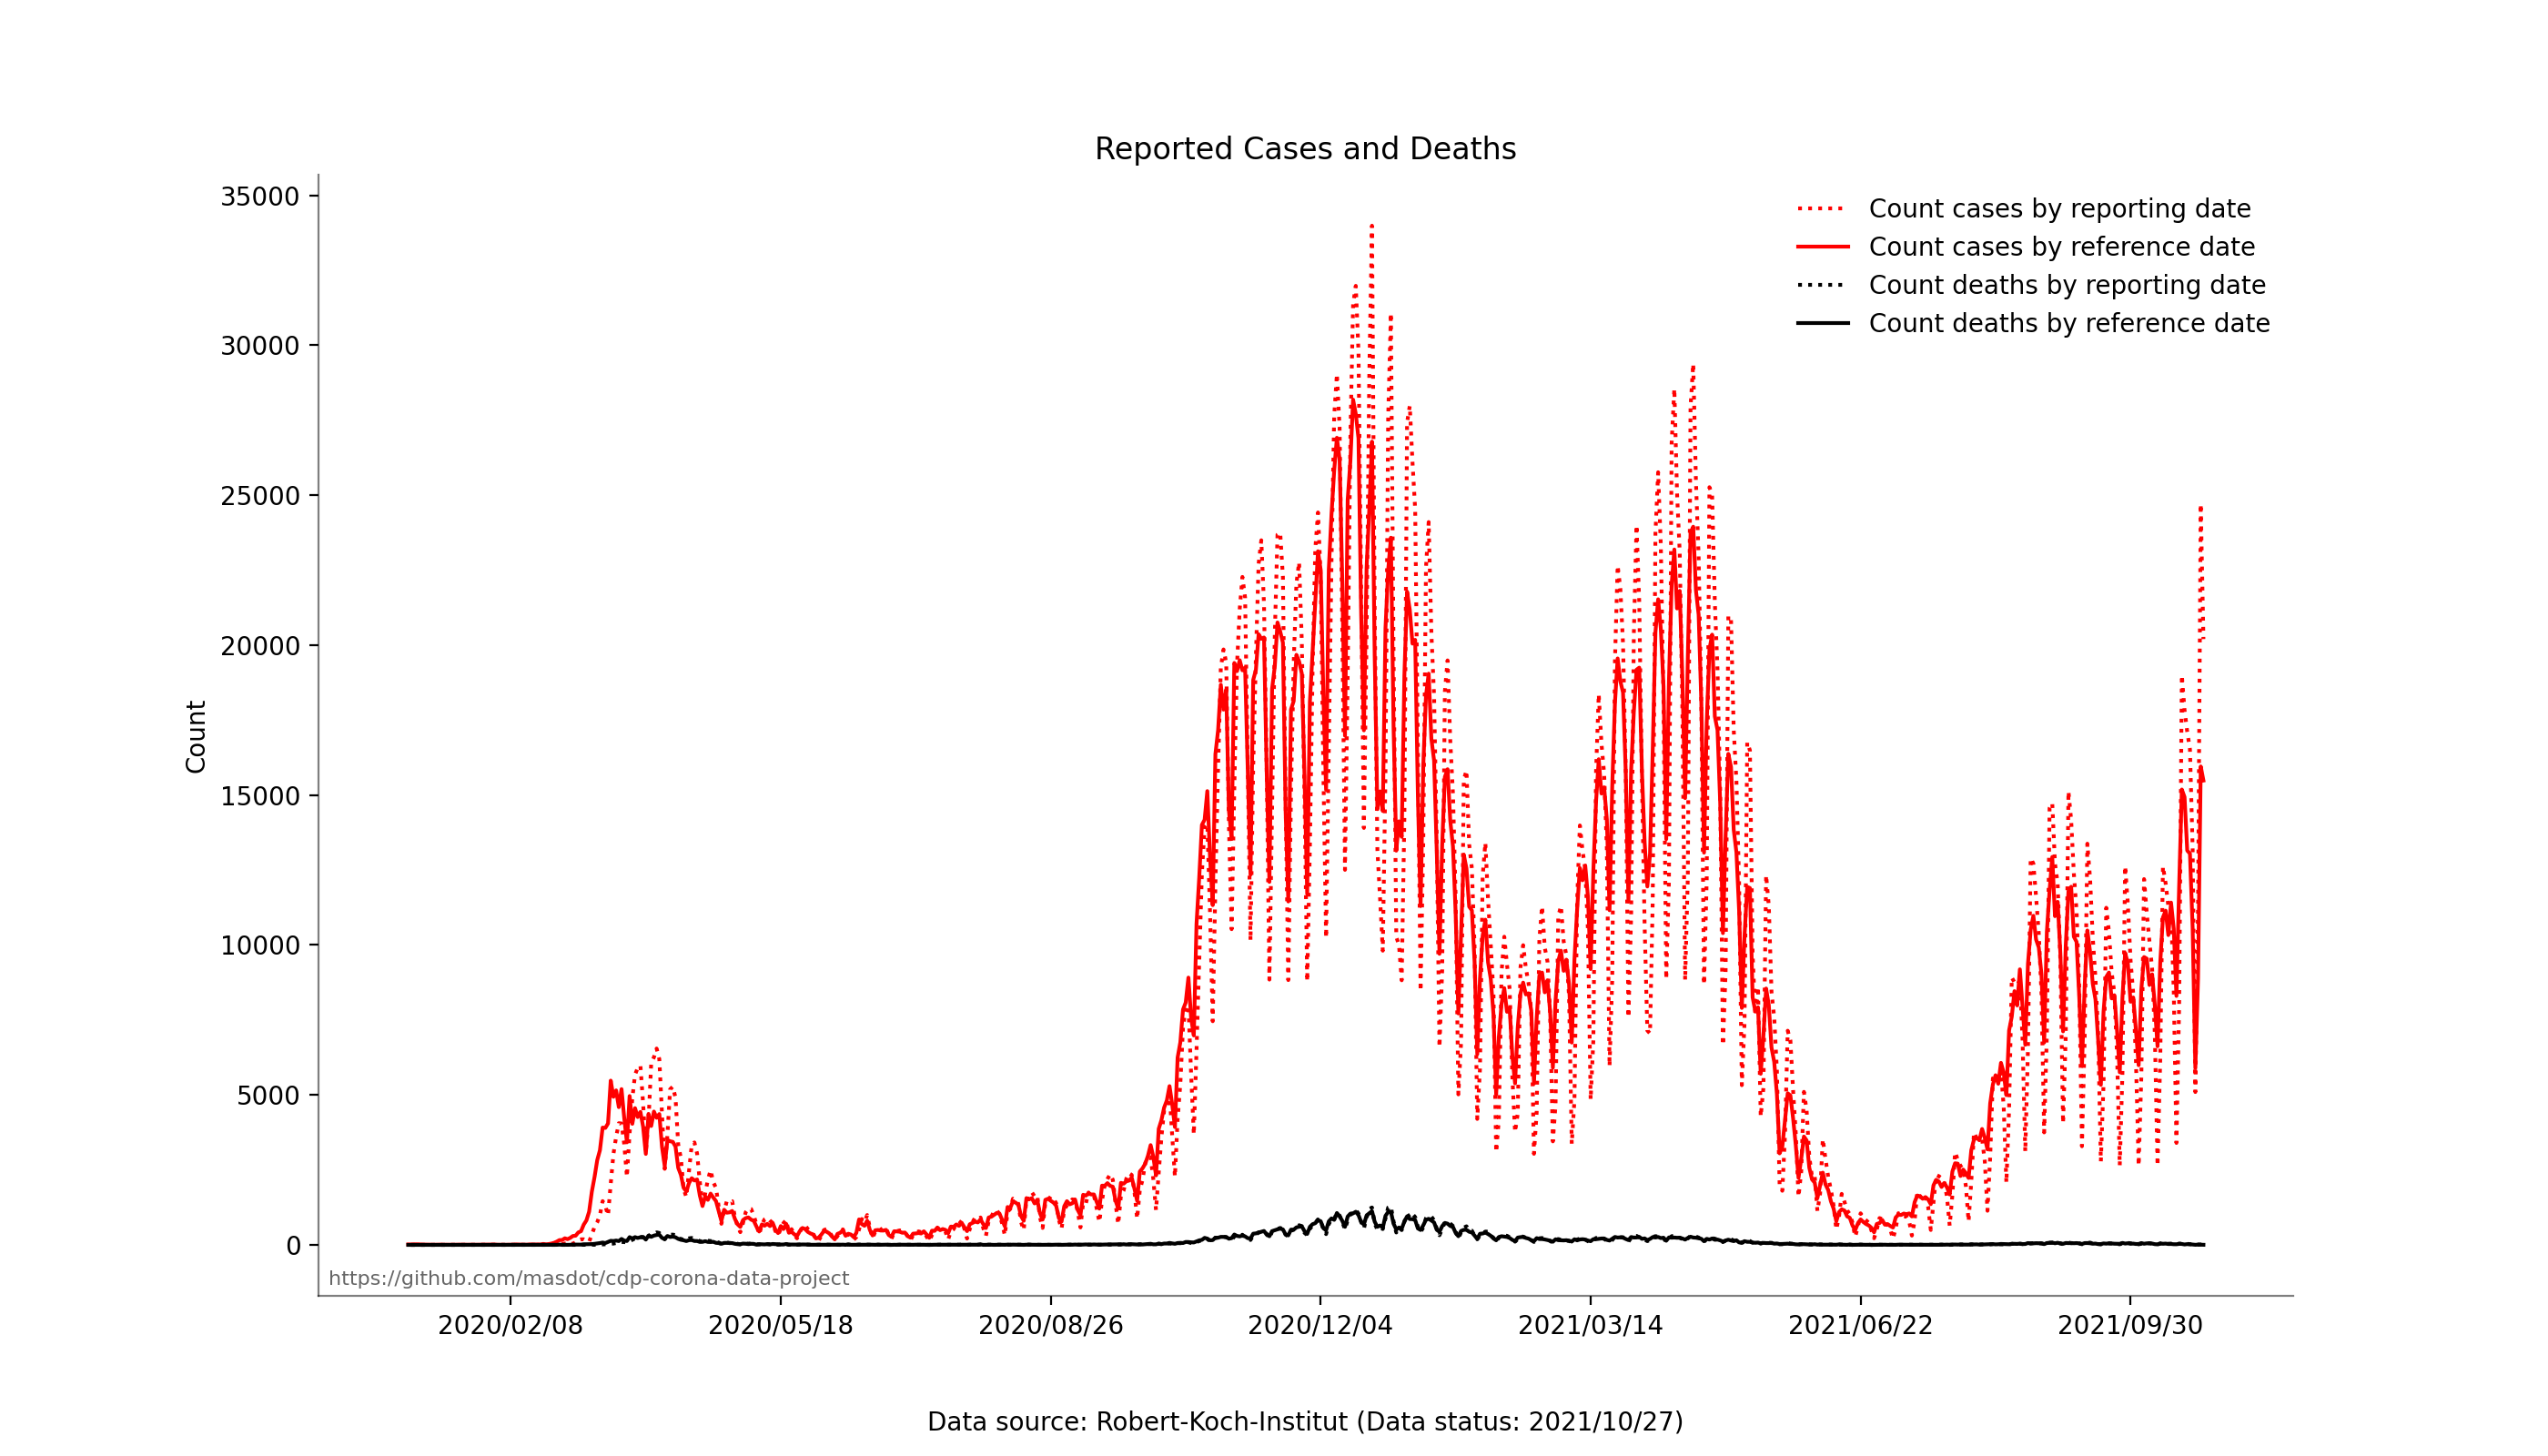 Reported Cases and Deaths
35000
30000
25000
20000
15000
10000
5000
0
Count
Count cases by reporting date
Count cases by reference date
Count deaths by reporting date
Count deaths by reference date
https://github.com/masdot/cdp-corona-data-project
2020/02/08 2020/05/18 2020/08/26 2020/12/04 2021/03/14 2021/06/22 2021/09/30
Data source: Robert-Koch-Institut (Data status: 2021/10/27)